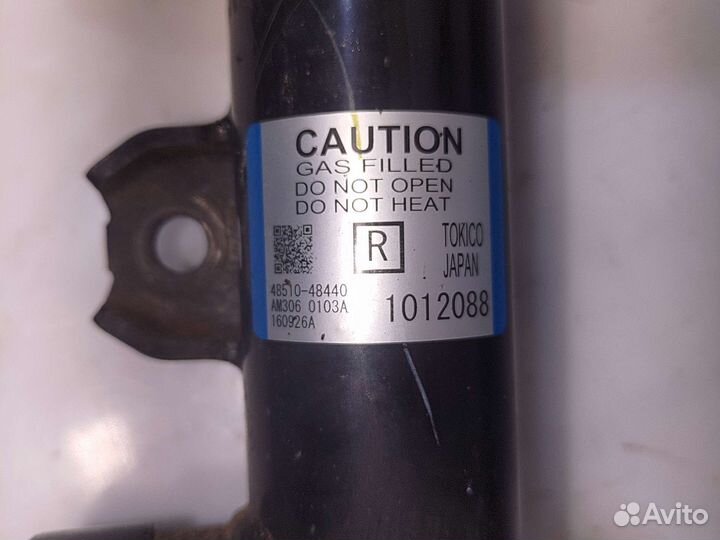 CAUTION
GAS FILLED
DO NOT OPEN
DO NOT HEAT
R
TOKICO
JAPAN
48510-48440
AM306 0103A
160926A
1012088
Avito